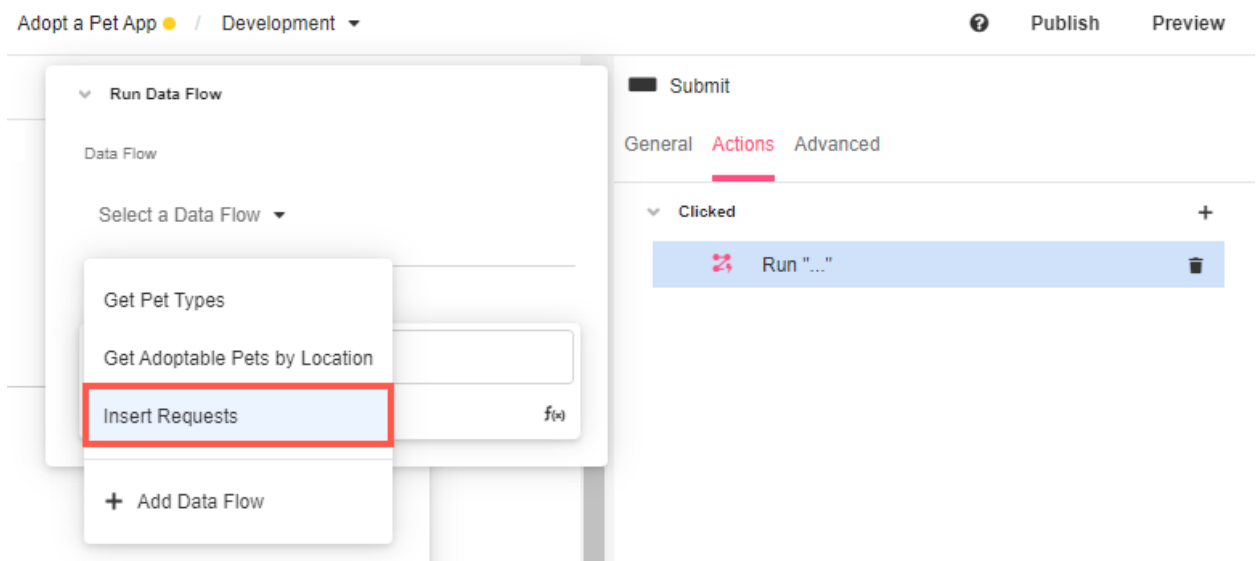 Adopt a Pet App / Development
Publish
Preview
Run Data Flow
Data Flow
Select a Data Flow
Get Pet Types
Get Adoptable Pets by Location
Insert Requests
f(x)
+ Add Data Flow
Submit
General Actions Advanced
Clicked +
Run "..."